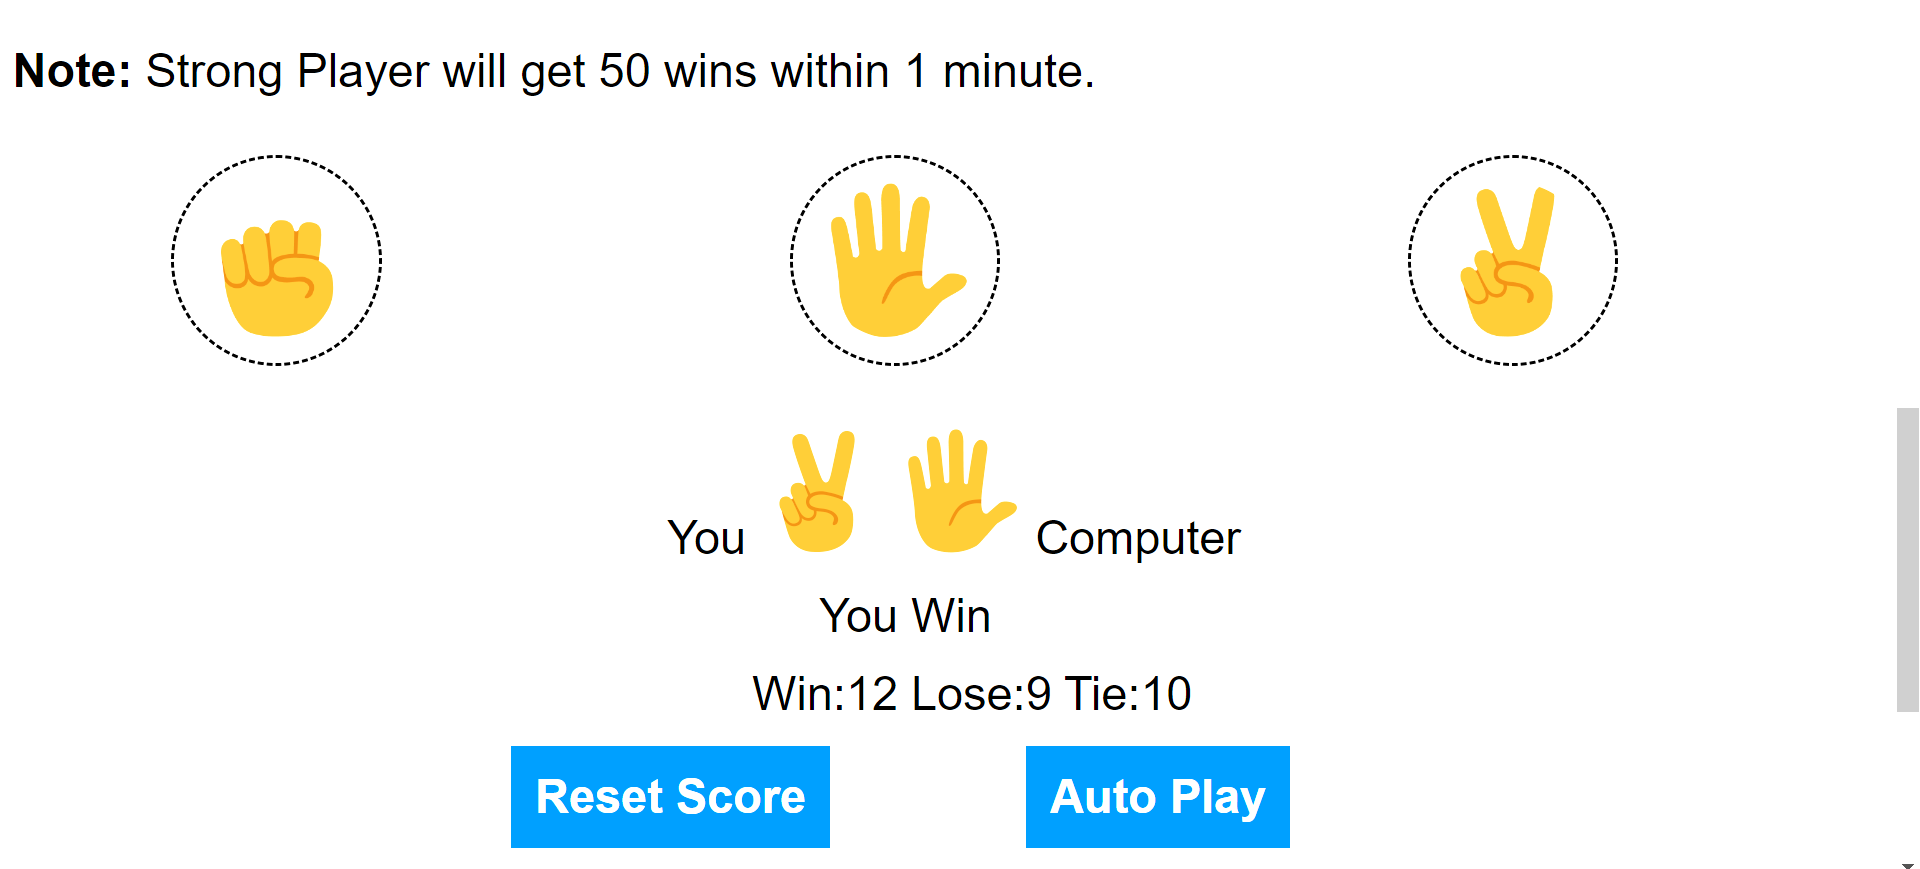 Note: Strong Player will get 50 wins within 1 minute.
You Computer
You Win
Win:12 Lose:9 Tie:10
Reset Score Auto Play